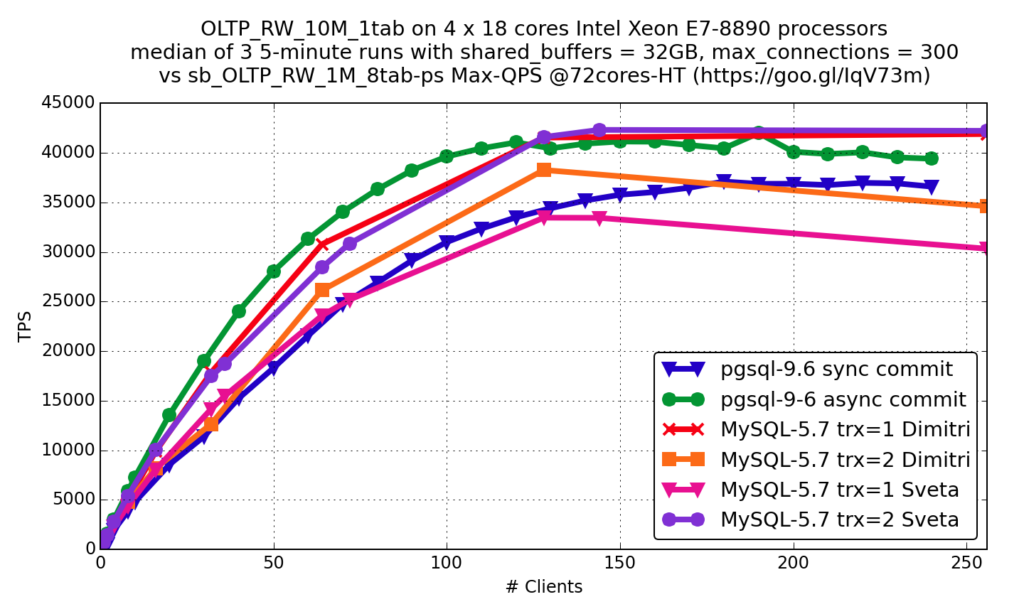 OLTP_RW_10M_1tab on 4 x 18 cores Intel Xeon E7-8890 processors
median of 3 5-minute runs with shared_buffers = 32GB, max_connections = 300
vs sb_OLTP_RW_1M_8tab-ps Max-QPS @72cores-HT (https://goo.gl/IqV73m)
45000
40000
35000
30000
25000
20000
15000
10000
5000
0
TPS
pgsql-9.6 sync commit
pgsql-9-6 async commit
MySQL-5.7 trx=1 Dimitri
MySQL-5.7 trx=2 Dimitri
MySQL-5.7 trx=1 Sveta
MySQL-5.7 trx=2 Sveta
0 50 100 150 200 250
# Clients